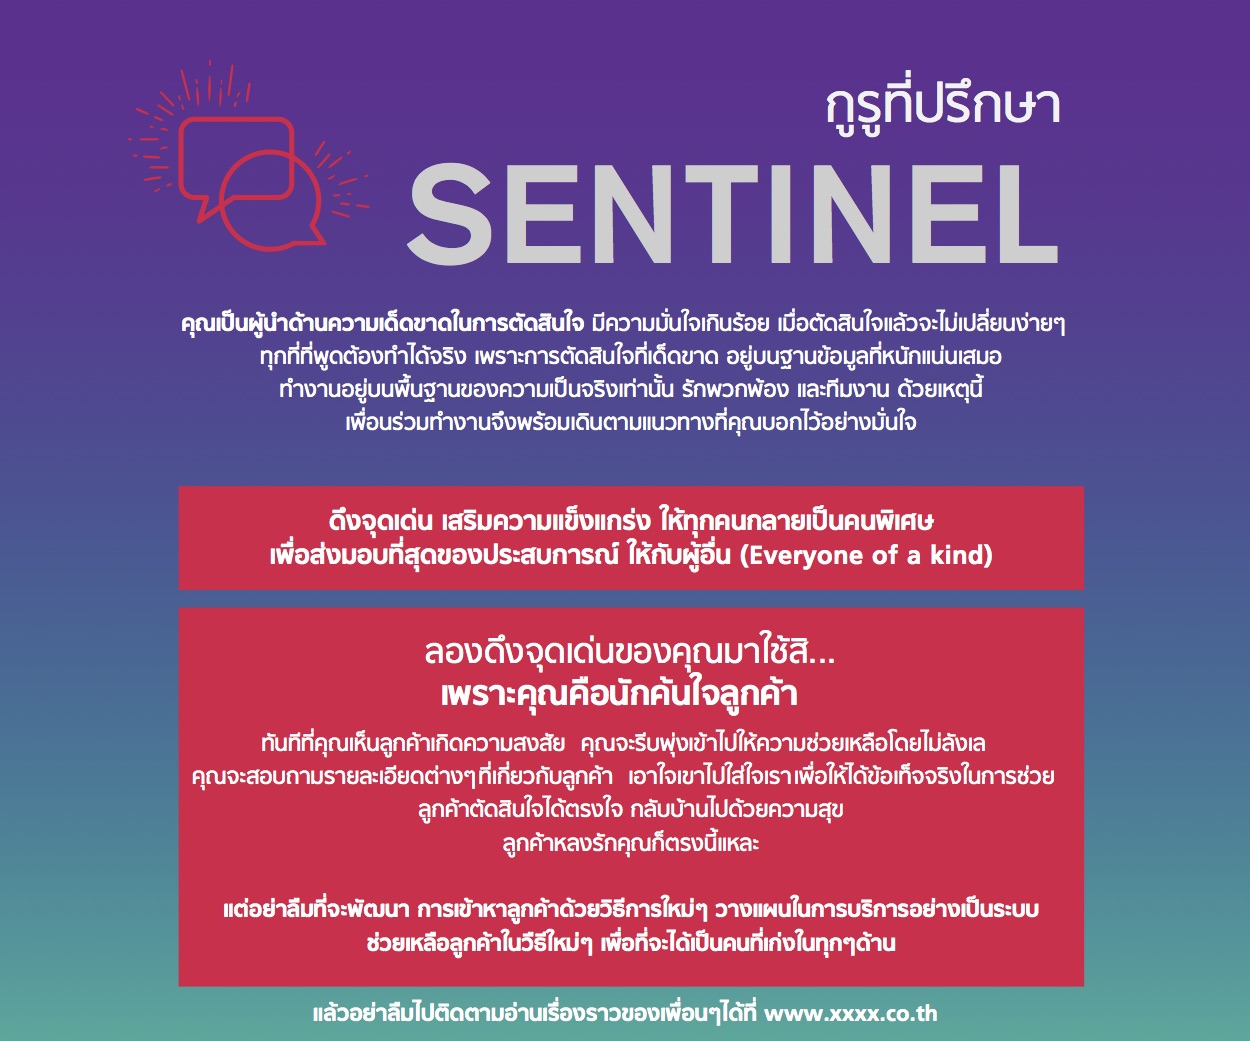 กูรูที่ปรึกษา
SENTINEL
คุณเป็นผู้นำด้านความเด็ดขาดในการตัดสินใจ มีความมั่นใจเกินร้อย เมื่อตัดสินใจแล้วจะไม่เปลี่ยนง่ายๆ
ทุกที่ที่พูดต้องทำได้จริง เพราะการตัดสินใจที่เด็ดขาด อยู่บนฐานข้อมูลที่หนักแน่นเสมอ
ทำงานอยู่บนพื้นฐานของความเป็นจริงเท่านั้น รักพวกพ้อง และทีมงาน ด้วยเหตุนี้
เพื่อนร่วมทำงานจึงพร้อมเดินตามแนวทางที่คุณบอกไว้อย่างมั่นใจ
ดึงจุดเด่น เสริมความแข็งแกร่ง ให้ทุกคนกลายเป็นคนพิเศษ
เพื่อส่งมอบที่สุดของประสบการณ์ ให้กับผู้อื่น (Everyone of a kind)
ลองดึงจุดเด่นของคุณมาใช้สิ...
เพราะคุณคือนักค้นใจลูกค้า
ทันทีที่คุณเห็นลูกค้าเกิดความสงสัย คุณจะรีบพุ่งเข้าไปให้ความช่วยเหลือโดยไม่ลังเล
คุณจะสอบถามรายละเอียดต่างๆที่เกี่ยวกับลูกค้า เอาใจเขาไปใส่ใจเราเพื่อให้ได้ข้อเท็จจริงในการช่วย
ลูกค้าตัดสินใจได้ตรงใจ กลับบ้านไปด้วยความสุข
ลูกค้าหลงรักคุณก็ตรงนี้แหละ
แต่อย่าลืมที่จะพัฒนา การเข้าหาลูกค้าด้วยวิธีการใหม่ๆ วางแผนในการบริการอย่างเป็นระบบ
ช่วยเหลือลูกค้าในวิธีใหม่ๆ เพื่อที่จะได้เป็นคนที่เก่งในทุกๆด้าน
แล้วอย่าลืมไปติดตามอ่านเรื่องราวของเพื่อนๆได้ที่ www.xxxx.co.th